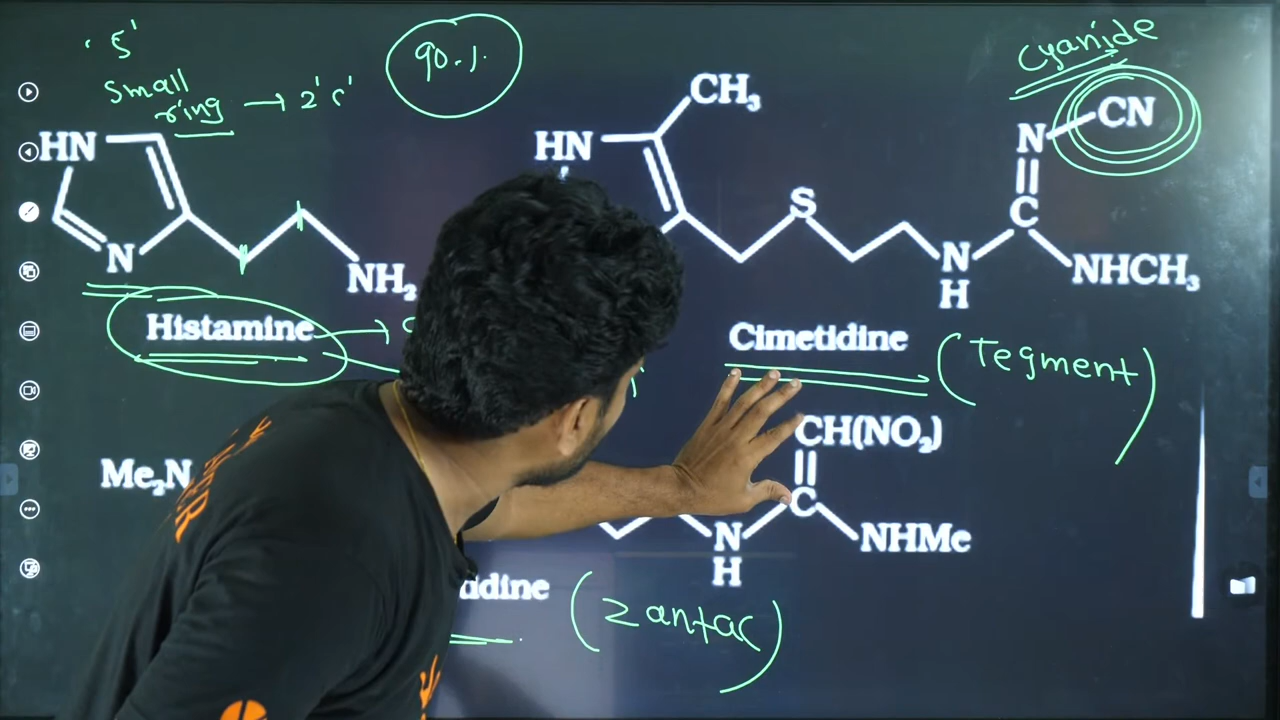 '5'
small
ring → 2'c'
90%
cyanide
HN
N
NH2
Histamine
CH3
HN
S
N
H
C
N
CN
NHCH3
Cimetidine
(Tegment)
Me2N
CH(NO2)
C
N
H
NHMe
idine
(Zantac)